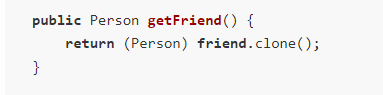 public Person getFriend() {
    return (Person) friend.clone();
}